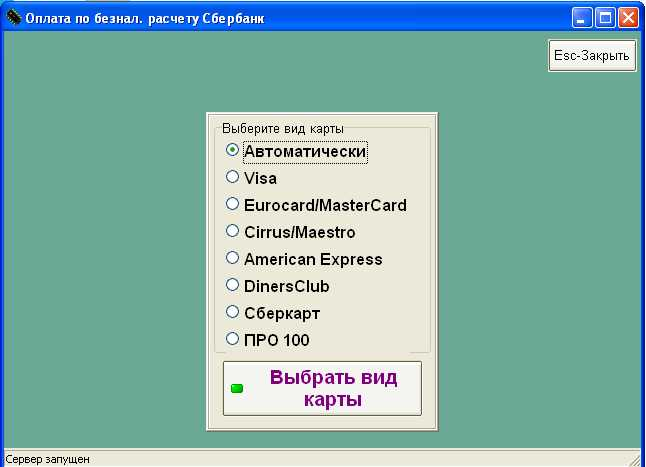 Оплата по безнал. расчету Сбербанк
Esc-Закрыть
Выберите вид карты
Автоматически
Visa
Eurocard/MasterCard
Cirrus/Maestro
American Express
DinersClub
Сберкарт
ПРО 100
Выбрать вид
карты
Сервер запущен